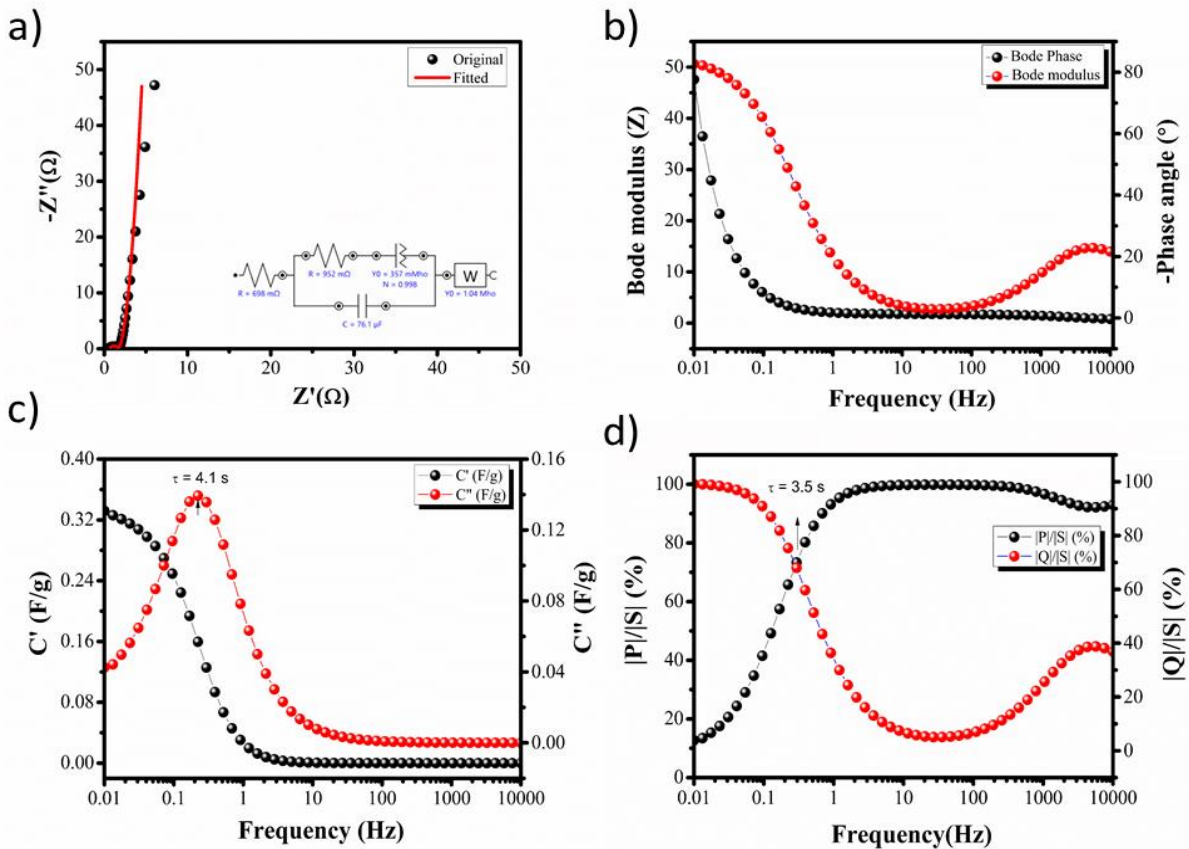 a)
50
40
30
20
10
0
-Z''(Ω)
Original
Fitted
R = 698 mΩ
R = 952 mΩ
Y0 = 357 mMho
N = 0.998
C = 76.1 µF
W
Y0 = 1.04 Mho
0 10 20 30 40 50
Z'(Ω)
b)
50
40
30
20
10
0
Bode modulus (Z)
Bode Phase
Bode modulus
80
60
40
20
0
-Phase angle (°)
0.01 0.1 1 10 100 1000 10000
Frequency (Hz)
c)
0.40
0.32
0.24
0.16
0.08
0.00
C' (F/g)
τ = 4.1 s
C' (F/g)
C'' (F/g)
0.16
0.12
0.08
0.04
0.00
C'' (F/g)
0.01 0.1 1 10 100 1000 10000
Frequency (Hz)
d)
100
80
60
40
20
0
|P|/|S| (%)
τ = 3.5 s
|P|/|S| (%)
|Q|/|S| (%)
100
80
60
40
20
0
|Q|/|S| (%)
0.01 0.1 1 10 100 1000 10000
Frequency(Hz)